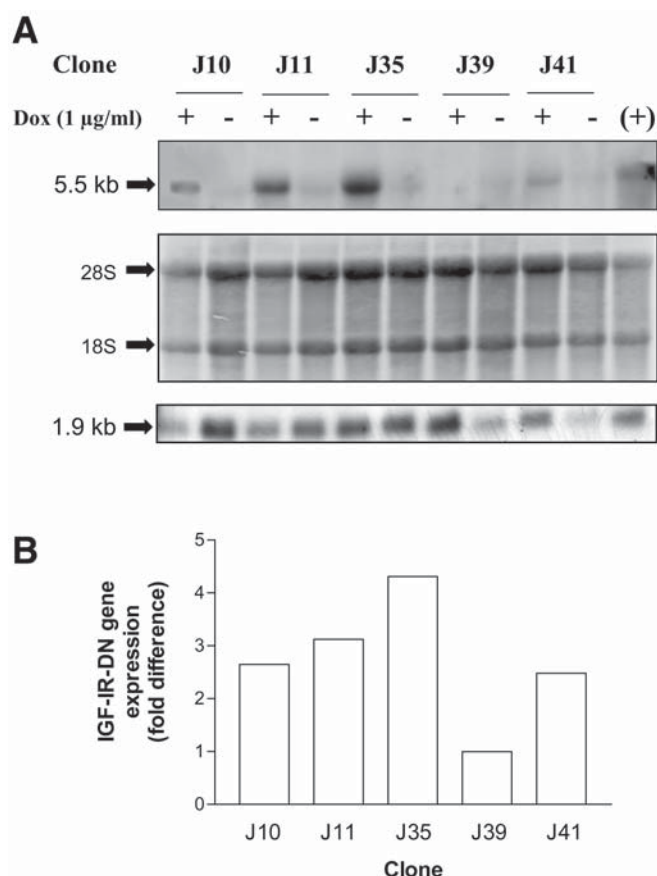 A
Clone J10 J11 J35 J39 J41
Dox (1 µg/ml) + - + - + - + - + - (+)
5.5 kb
28S
18S
1.9 kb
B
IGF-IR-DN gene
expression
(fold difference)
5
4
3
2
1
0
J10 J11 J35 J39 J41
Clone